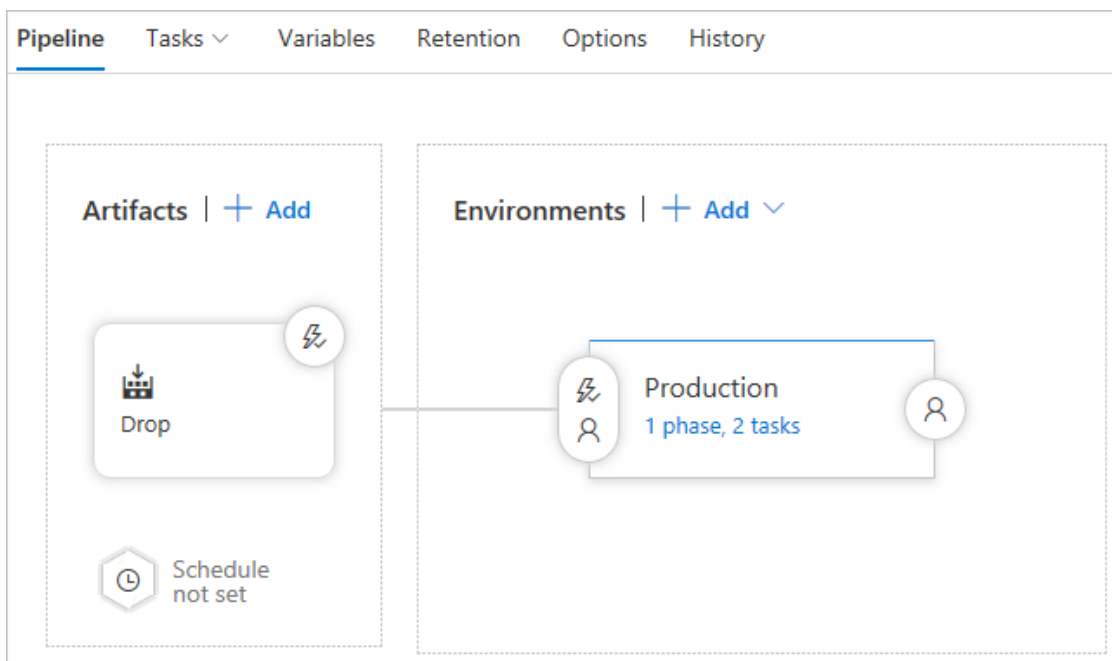 Pipeline Tasks Variables Retention Options History
Artifacts | + Add
Environments | + Add
Drop
Production
1 phase, 2 tasks
Schedule
not set